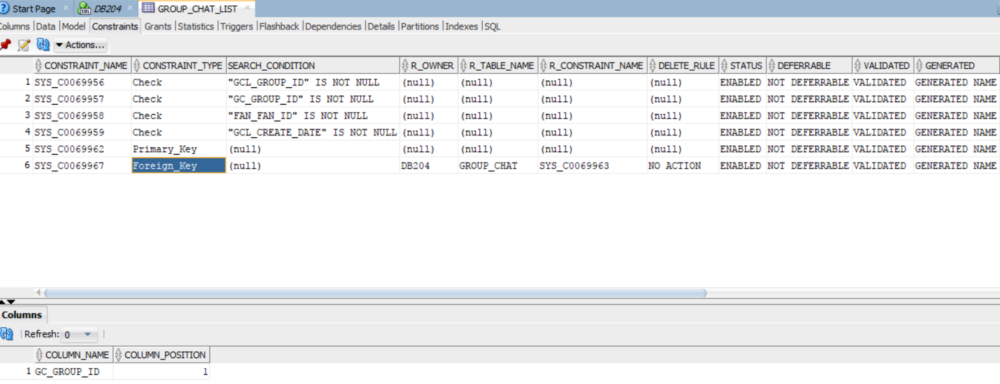 Start Page × DB204 × GROUP_CHAT_LIST ×
Columns | Data | Model | Constraints | Grants | Statistics | Triggers | Flashback | Dependencies | Details | Partitions | Indexes | SQL
Actions...
CONSTRAINT_NAME CONSTRAINT_TYPE SEARCH_CONDITION R_OWNER R_TABLE_NAME R_CONSTRAINT_NAME DELETE_RULE STATUS DEFERRABLE VALIDATED GENERATED
1 SYS_C0069956 Check "GCL_GROUP_ID" IS NOT NULL (null) (null) (null) (null) ENABLED NOT DEFERRABLE VALIDATED GENERATED NAME
2 SYS_C0069957 Check "GC_GROUP_ID" IS NOT NULL (null) (null) (null) (null) ENABLED NOT DEFERRABLE VALIDATED GENERATED NAME
3 SYS_C0069958 Check "FAN_FAN_ID" IS NOT NULL (null) (null) (null) (null) ENABLED NOT DEFERRABLE VALIDATED GENERATED NAME
4 SYS_C0069959 Check "GCL_CREATE_DATE" IS NOT NULL (null) (null) (null) (null) ENABLED NOT DEFERRABLE VALIDATED GENERATED NAME
5 SYS_C0069962 Primary_Key (null) (null) (null) (null) (null) ENABLED NOT DEFERRABLE VALIDATED GENERATED NAME
6 SYS_C0069967 Foreign_Key (null) DB204 GROUP_CHAT SYS_C0069963 NO ACTION ENABLED NOT DEFERRABLE VALIDATED GENERATED NAME
Columns
Refresh: 0
COLUMN_NAME COLUMN_POSITION
1 GC_GROUP_ID 1